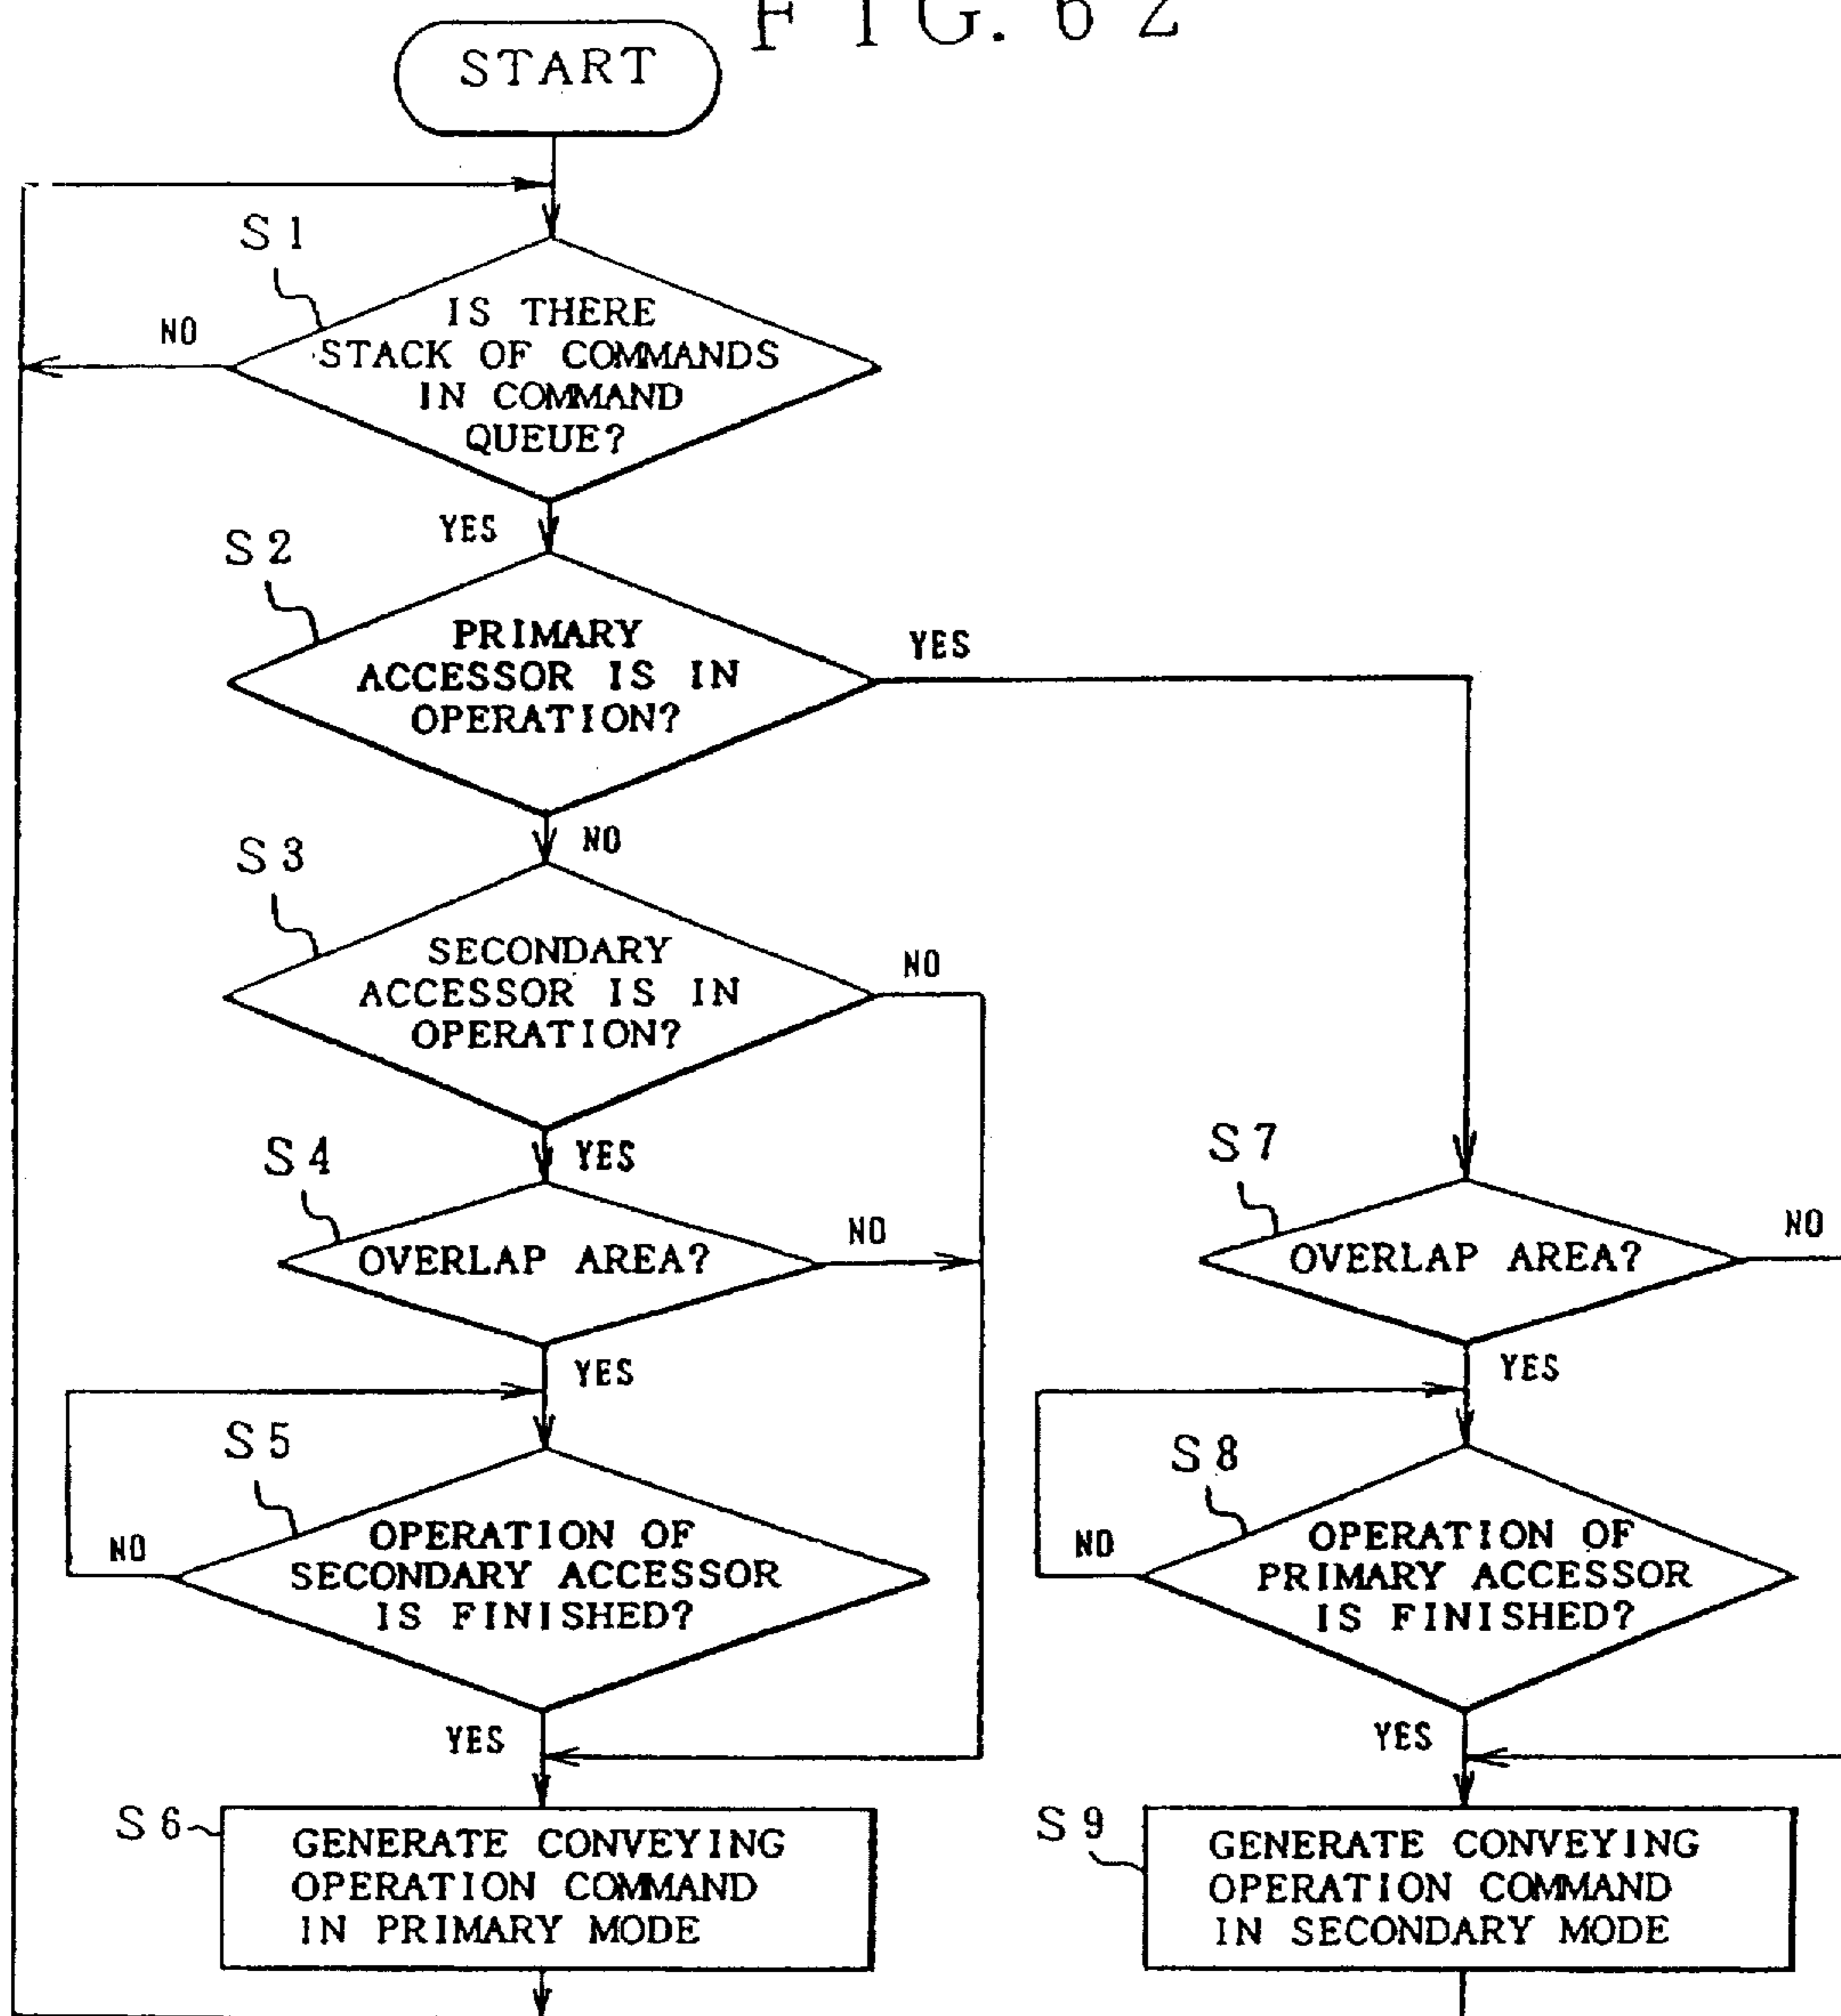 FIG. 62
START
S1
IS THERE
STACK OF COMMANDS
IN COMMAND
QUEUE?
NO
YES
S2
PRIMARY
ACCESSOR IS IN
OPERATION?
YES
NO
S3
SECONDARY
ACCESSOR IS IN
OPERATION?
NO
YES
S4
OVERLAP AREA?
NO
YES
S7
OVERLAP AREA?
NO
YES
S5
OPERATION OF
SECONDARY ACCESSOR
IS FINISHED?
NO
YES
S8
OPERATION OF
PRIMARY ACCESSOR
IS FINISHED?
NO
YES
S6
GENERATE CONVEYING
OPERATION COMMAND
IN PRIMARY MODE
S9
GENERATE CONVEYING
OPERATION COMMAND
IN SECONDARY MODE